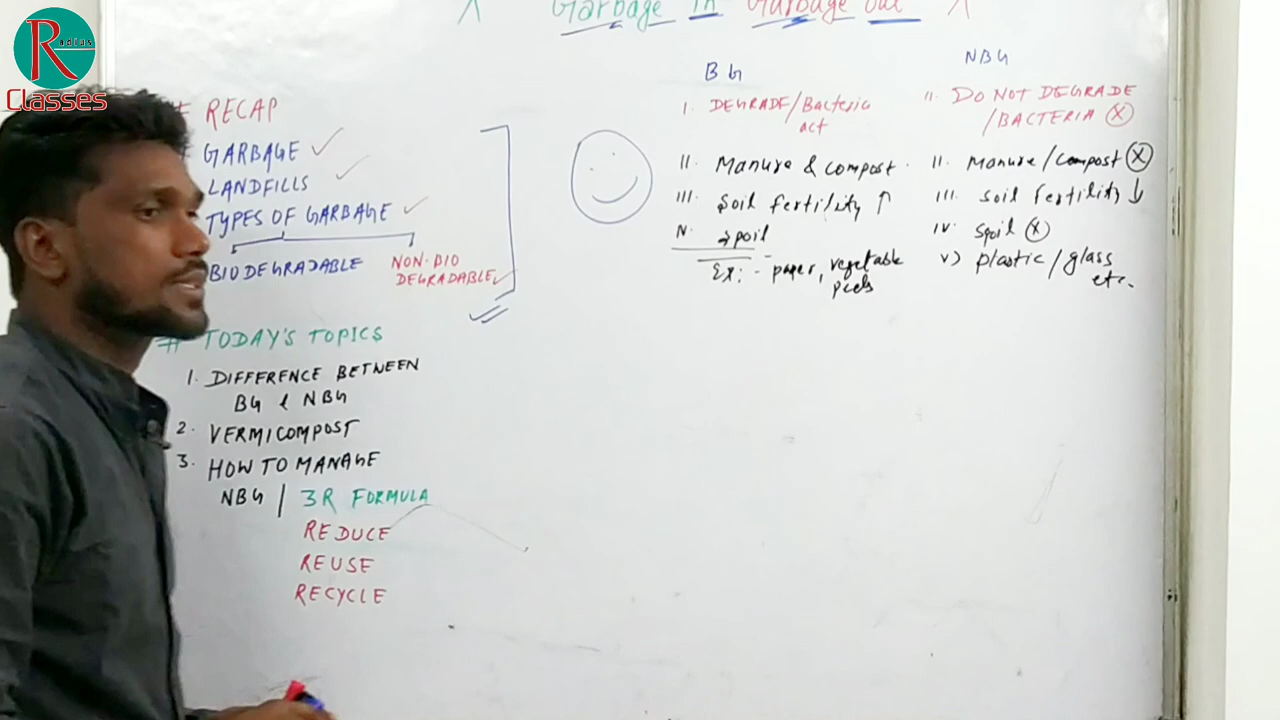 Radius
Classes
Garbage in Garbage out
# RECAP
# GARBAGE
LANDFILLS
TYPES OF GARBAGE
BIODEGRADABLE
NON-BIO
DEGRADABLE
# TODAY'S TOPICS
1. DIFFERENCE BETWEEN
BG & NBG
2. VERMICOMPOST
3. HOW TO MANAGE
NBG / 3R FORMULA
REDUCE
REUSE
RECYCLE
BG
I. DEGRADE/Bacteria
act
II. Manure & compost.
III. Soil fertility ↑
IV. spoil
Ex:- paper, vegetable
peels
NBG
II. DO NOT DEGRADE
/BACTERIA ⓧ
II. Manure/compost ⓧ
III. Soil fertility ↓
IV. Spoil ⓧ
V) plastic/glass
etc.